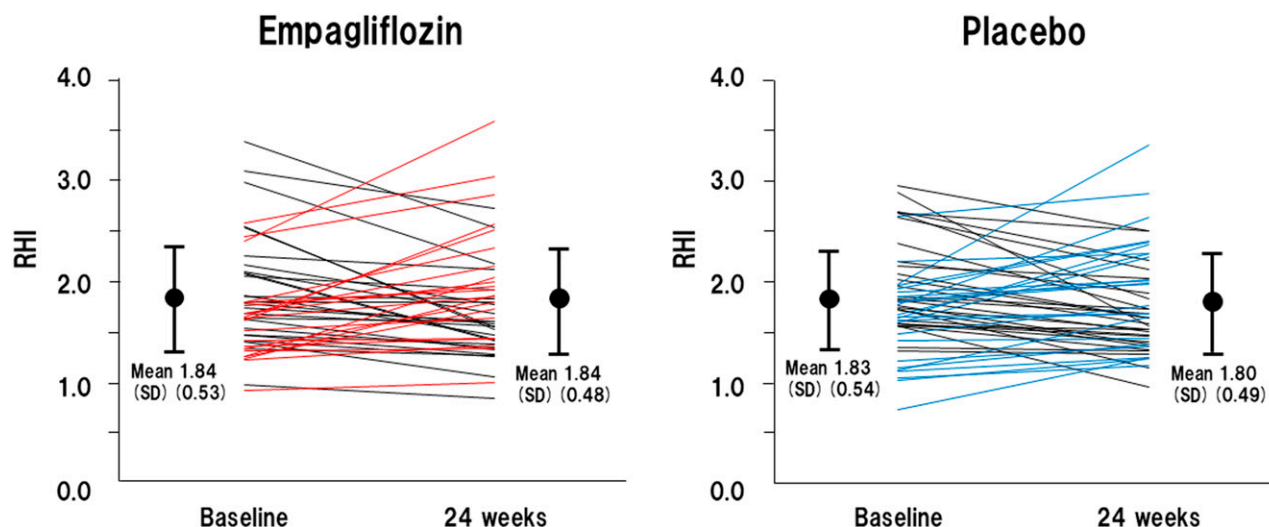 Empagliflozin
4.0
3.0
2.0
1.0
0.0
RHI
Mean 1.84
(SD) (0.53)
Mean 1.84
(SD) (0.48)
Baseline
24 weeks
Placebo
4.0
3.0
2.0
1.0
0.0
RHI
Mean 1.83
(SD) (0.54)
Mean 1.80
(SD) (0.49)
Baseline
24 weeks